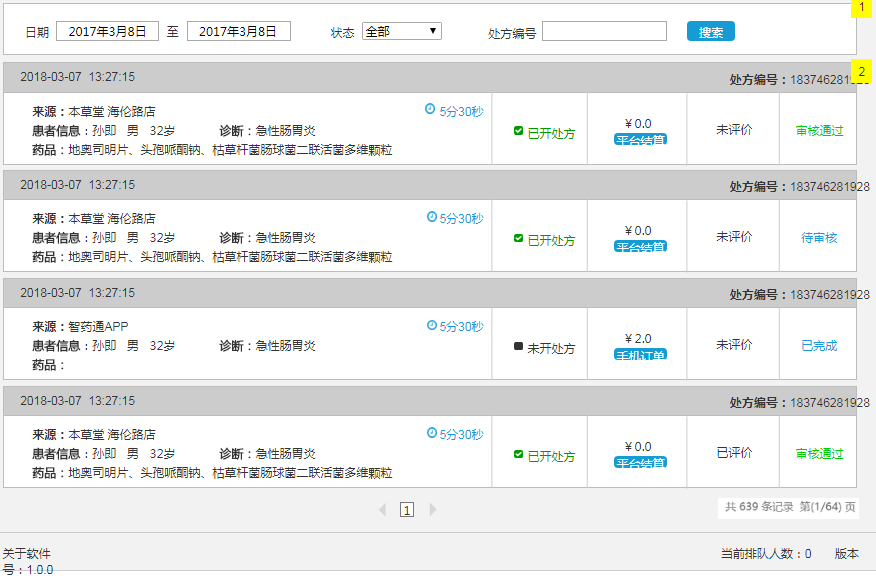 1
日期 2017年3月8日 至 2017年3月8日 状态 全部 处方编号 搜索
2
2018-03-07 13:27:15 处方编号：183746281928
来源：本草堂 海伦路店 5分30秒
患者信息：孙即 男 32岁 诊断：急性肠胃炎
药品：地奥司明片、头孢哌酮钠、枯草杆菌肠球菌二联活菌多维颗粒
已开处方
¥ 0.0
平台结算
未评价
审核通过
2018-03-07 13:27:15 处方编号：183746281928
来源：本草堂 海伦路店 5分30秒
患者信息：孙即 男 32岁 诊断：急性肠胃炎
药品：地奥司明片、头孢哌酮钠、枯草杆菌肠球菌二联活菌多维颗粒
已开处方
¥ 0.0
平台结算
未评价
待审核
2018-03-07 13:27:15 处方编号：183746281928
来源：智药通APP 5分30秒
患者信息：孙即 男 32岁 诊断：急性肠胃炎
药品：
未开处方
¥ 2.0
手机订单
未评价
已完成
2018-03-07 13:27:15 处方编号：183746281928
来源：本草堂 海伦路店 5分30秒
患者信息：孙即 男 32岁 诊断：急性肠胃炎
药品：地奥司明片、头孢哌酮钠、枯草杆菌肠球菌二联活菌多维颗粒
已开处方
¥ 0.0
平台结算
已评价
审核通过
1
共 639 条记录 第(1/64) 页
关于软件 当前排队人数：0 版本
号：1.0.0